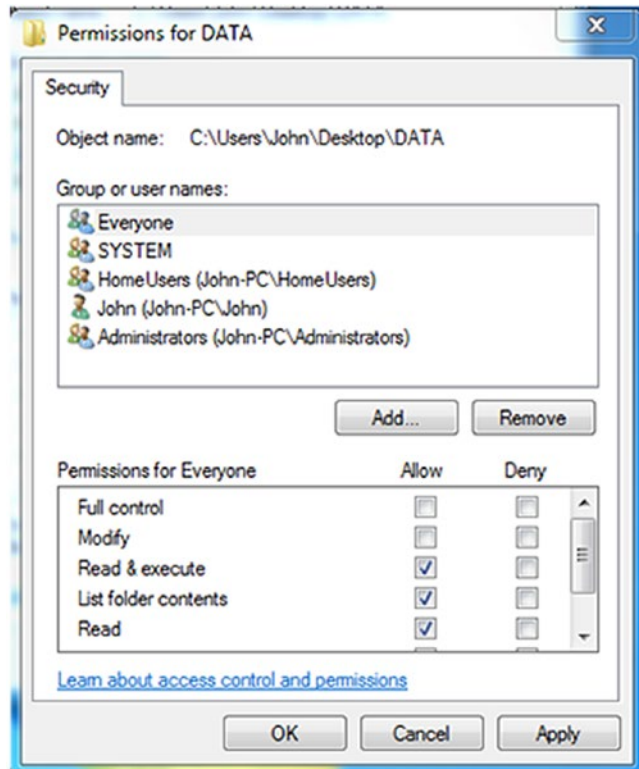 Permissions for DATA
Security
Object name: C:\Users\John\Desktop\DATA
Group or user names:
Everyone
SYSTEM
HomeUsers (John-PC\HomeUsers)
John (John-PC\John)
Administrators (John-PC\Administrators)
Add... Remove
Permissions for Everyone Allow Deny
Full control
Modify
Read & execute
List folder contents
Read
Learn about access control and permissions
OK Cancel Apply